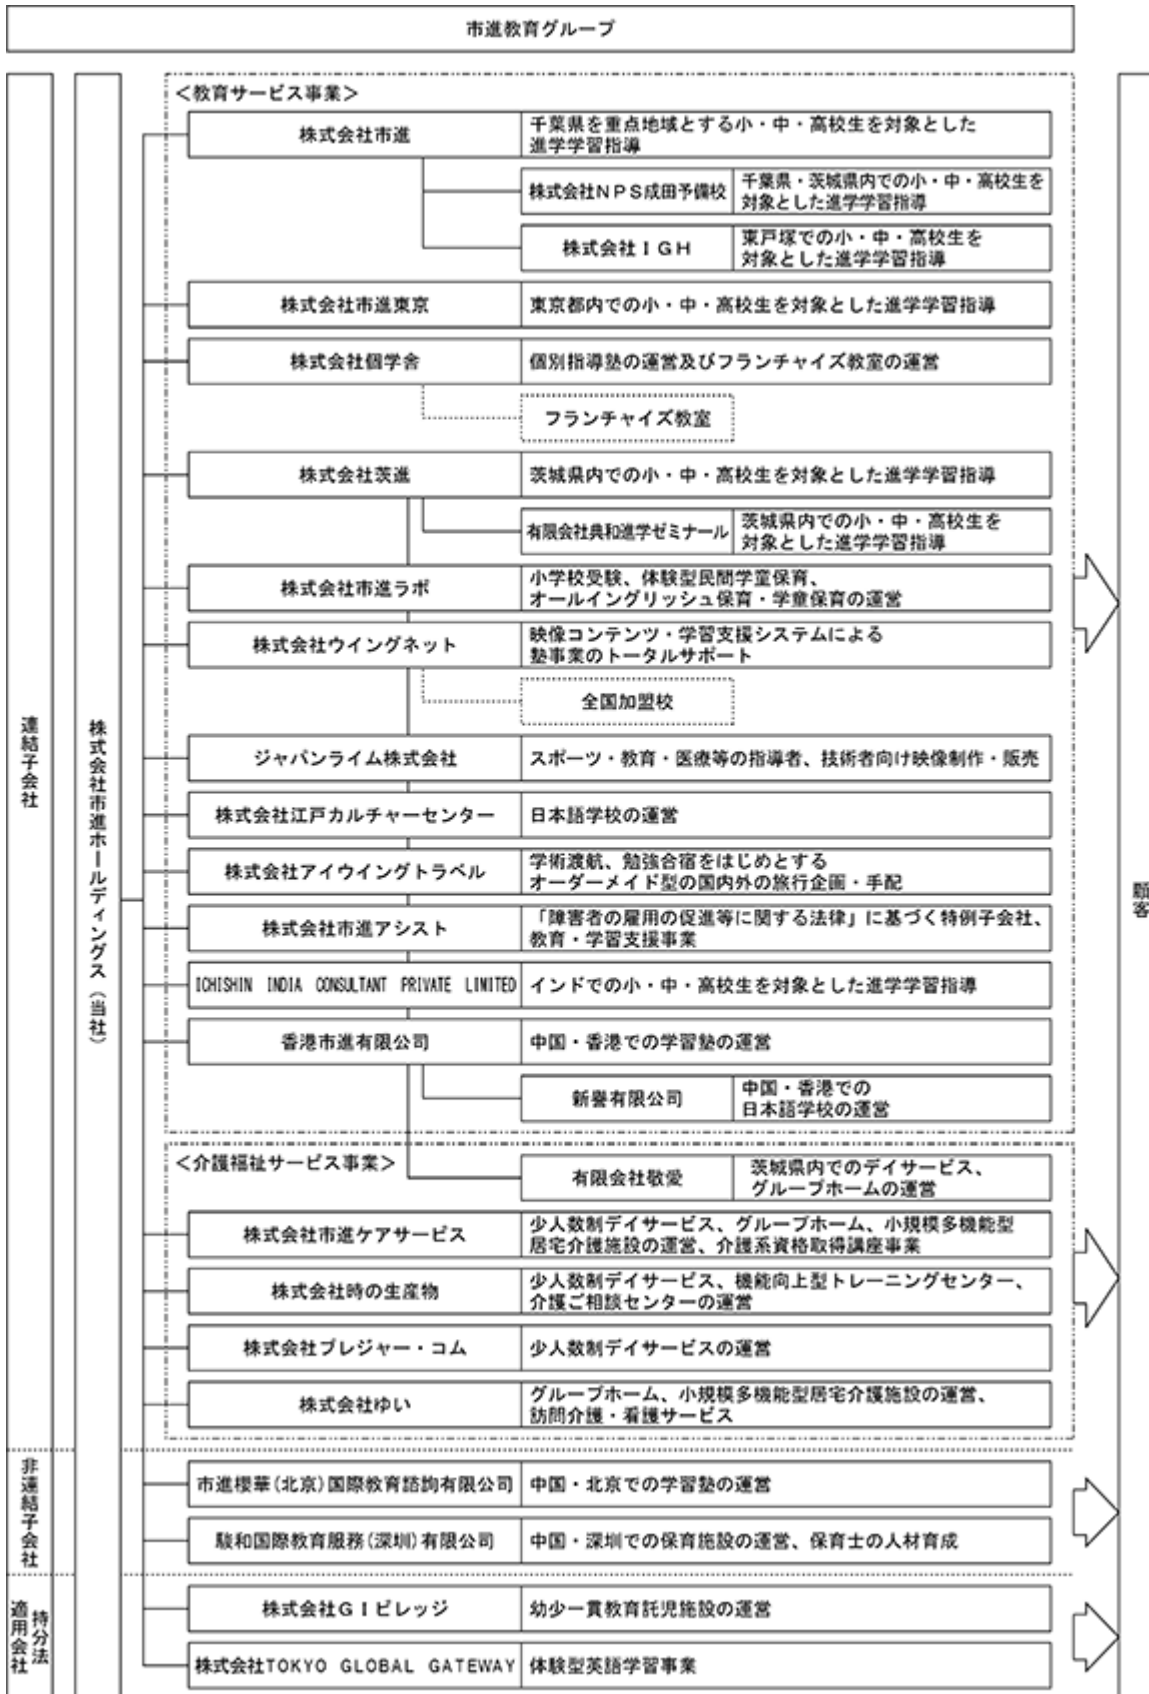 市進教育グループ
連結子会社
株式会社市進ホールディングス(当社)
<教育サービス事業>
株式会社市進
千葉県を重点地域とする小・中・高校生を対象とした
進学学習指導
株式会社NPS成田予備校
千葉県・茨城県内での小・中・高校生を
対象とした進学学習指導
株式会社IGH
東戸塚での小・中・高校生を
対象とした進学学習指導
株式会社市進東京
東京都内での小・中・高校生を対象とした進学学習指導
株式会社個学舎
個別指導塾の運営及びフランチャイズ教室の運営
フランチャイズ教室
株式会社茨進
茨城県内での小・中・高校生を対象とした進学学習指導
有限会社典和進学ゼミナール
茨城県内での小・中・高校生を
対象とした進学学習指導
株式会社市進ラボ
小学校受験、体験型民間学童保育、
オールイングリッシュ保育・学童保育の運営
株式会社ウイングネット
映像コンテンツ・学習支援システムによる
塾事業のトータルサポート
全国加盟校
ジャパンライム株式会社
スポーツ・教育・医療等の指導者、技術者向け映像制作・販売
株式会社江戸カルチャーセンター
日本語学校の運営
株式会社アイウイングトラベル
学術渡航、勉強合宿をはじめとする
オーダーメイド型の国内外の旅行企画・手配
株式会社市進アシスト
「障害者の雇用の促進等に関する法律」に基づく特例子会社、
教育・学習支援事業
ICHISHIN INDIA CONSULTANT PRIVATE LIMITED
インドでの小・中・高校生を対象とした進学学習指導
香港市進有限公司
中国・香港での学習塾の運営
新譽有限公司
中国・香港での
日本語学校の運営
<介護福祉サービス事業>
有限会社敬愛
茨城県内でのデイサービス、
グループホームの運営
株式会社市進ケアサービス
少人数制デイサービス、グループホーム、小規模多機能型
居宅介護施設の運営、介護系資格取得講座事業
株式会社時の生産物
少人数制デイサービス、機能向上型トレーニングセンター、
介護ご相談センターの運営
株式会社プレジャー・コム
少人数制デイサービスの運営
株式会社ゆい
グループホーム、小規模多機能型居宅介護施設の運営、
訪問介護・看護サービス
顧客
非連結子会社
市進櫻華(北京)国際教育諮詢有限公司
中国・北京での学習塾の運営
駿和国際教育服務(深圳)有限公司
中国・深圳での保育施設の運営、保育士の人材育成
持分法
適用会社
株式会社GIビレッジ
幼少一貫教育託児施設の運営
株式会社TOKYO GLOBAL GATEWAY
体験型英語学習事業